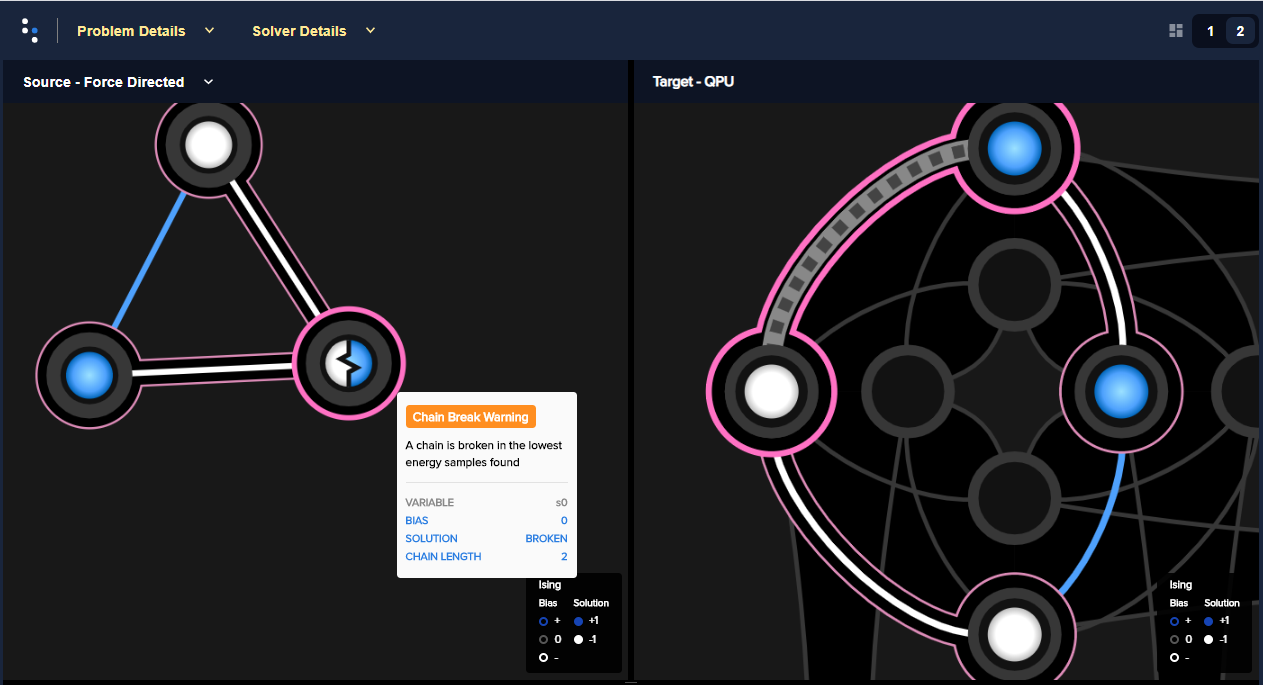 Problem Details
Solver Details
1 2
Source - Force Directed
Target - QPU
Chain Break Warning
A chain is broken in the lowest
energy samples found
VARIABLE s0
BIAS 0
SOLUTION BROKEN
CHAIN LENGTH 2
Ising
Bias Solution
+ +1
0 -1
-
Ising
Bias Solution
+ +1
0 -1
-